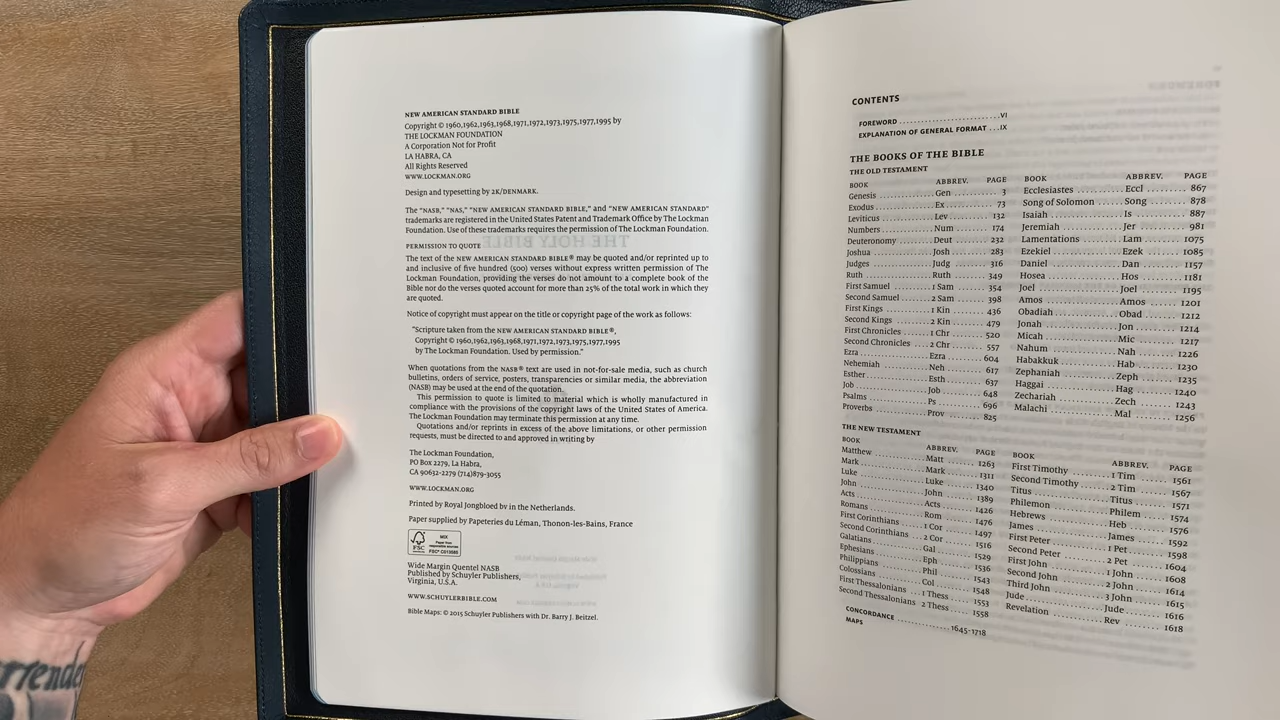 NEW AMERICAN STANDARD BIBLE
Copyright © 1960,1962,1963,1968,1971,1972,1973,1975,1977,1995 by
THE LOCKMAN FOUNDATION
A Corporation Not for Profit
LA HABRA, CA
All Rights Reserved
WWW.LOCKMAN.ORG
Design and typesetting by 2K/DENMARK.
The "NASB," "NAS," "NEW AMERICAN STANDARD BIBLE," and "NEW AMERICAN STANDARD"
trademarks are registered in the United States Patent and Trademark Office by The Lockman
Foundation. Use of these trademarks requires the permission of The Lockman Foundation.
PERMISSION TO QUOTE
The text of the NEW AMERICAN STANDARD BIBLE® may be quoted and/or reprinted up to
and inclusive of five hundred (500) verses without express written permission of The
Lockman Foundation, providing the verses do not amount to a complete book of the
Bible nor do the verses quoted account for more than 25% of the total work in which they
are quoted.
Notice of copyright must appear on the title or copyright page of the work as follows:
"Scripture taken from the NEW AMERICAN STANDARD BIBLE®,
Copyright © 1960,1962,1963,1968,1971,1972,1973,1975,1977,1995
by The Lockman Foundation. Used by permission."
When quotations from the NASB® text are used in not-for-sale media, such as church
bulletins, orders of service, posters, transparencies or similar media, the abbreviation
(NASB) may be used at the end of the quotation.
This permission to quote is limited to material which is wholly manufactured in
compliance with the provisions of the copyright laws of the United States of America.
The Lockman Foundation may terminate this permission at any time.
Quotations and/or reprints in excess of the above limitations, or other permission
requests, must be directed to and approved in writing by
The Lockman Foundation,
PO Box 2279, La Habra,
CA 90632-2279 (714)879-3055
WWW.LOCKMAN.ORG
Printed by Royal Jongbloed bv in the Netherlands.
Paper supplied by Papeteries du Léman, Thonon-les-Bains, France
FSC
MIX
Paper from
responsible sources
Wide Margin Quentel NASB
Published by Schuyler Publishers,
Virginia, U.S.A.
WWW.SCHUYLERBIBLE.COM
Bible Maps: © 2015 Schuyler Publishers with Dr. Barry J. Beitzel.
CONTENTS
FOREWORD ........ VI
EXPLANATION OF GENERAL FORMAT ... IX
THE BOOKS OF THE BIBLE
THE OLD TESTAMENT
BOOK ABBREV. PAGE
Genesis ........ Gen ........ 3
Exodus ........ Ex ........ 73
Leviticus ........ Lev ........ 132
Numbers ........ Num ........ 174
Deuteronomy ........ Deut ........ 232
Joshua ........ Josh ........ 283
Judges ........ Judg ........ 316
Ruth ........ Ruth ........ 349
First Samuel ........ 1 Sam ........ 354
Second Samuel ........ 2 Sam ........ 398
First Kings ........ 1 Kin ........ 436
Second Kings ........ 2 Kin ........ 479
First Chronicles ........ 1 Chr ........ 520
Second Chronicles ........ 2 Chr ........ 557
Ezra ........ Ezra ........ 604
Nehemiah ........ Neh ........ 617
Esther ........ Esth ........ 637
Job ........ Job ........ 648
Psalms ........ Ps ........ 696
Proverbs ........ Prov ........ 825
BOOK ABBREV. PAGE
Ecclesiastes ........ Eccl ........ 867
Song of Solomon ........ Song ........ 878
Isaiah ........ Is ........ 887
Jeremiah ........ Jer ........ 981
Lamentations ........ Lam ........ 1075
Ezekiel ........ Ezek ........ 1085
Daniel ........ Dan ........ 1157
Hosea ........ Hos ........ 1181
Joel ........ Joel ........ 1195
Amos ........ Amos ........ 1201
Obadiah ........ Obad ........ 1212
Jonah ........ Jon ........ 1214
Micah ........ Mic ........ 1217
Nahum ........ Nah ........ 1226
Habakkuk ........ Hab ........ 1230
Zephaniah ........ Zeph ........ 1235
Haggai ........ Hag ........ 1240
Zechariah ........ Zech ........ 1243
Malachi ........ Mal ........ 1256
THE NEW TESTAMENT
BOOK ABBREV. PAGE
Matthew ........ Matt ........ 1263
Mark ........ Mark ........ 1311
Luke ........ Luke ........ 1340
John ........ John ........ 1389
Acts ........ Acts ........ 1426
Romans ........ Rom ........ 1476
First Corinthians ........ 1 Cor ........ 1497
Second Corinthians ........ 2 Cor ........ 1516
Galatians ........ Gal ........ 1529
Ephesians ........ Eph ........ 1536
Philippians ........ Phil ........ 1543
Colossians ........ Col ........ 1548
First Thessalonians ........ 1 Thess ........ 1553
Second Thessalonians ........ 2 Thess ........ 1558
BOOK ABBREV. PAGE
First Timothy ........ 1 Tim ........ 1561
Second Timothy ........ 2 Tim ........ 1567
Titus ........ Titus ........ 1571
Philemon ........ Philem ........ 1574
Hebrews ........ Heb ........ 1576
James ........ James ........ 1592
First Peter ........ 1 Pet ........ 1598
Second Peter ........ 2 Pet ........ 1604
First John ........ 1 John ........ 1608
Second John ........ 2 John ........ 1614
Third John ........ 3 John ........ 1615
Jude ........ Jude ........ 1616
Revelation ........ Rev ........ 1618
CONCORDANCE ........ 1645-1718
MAPS